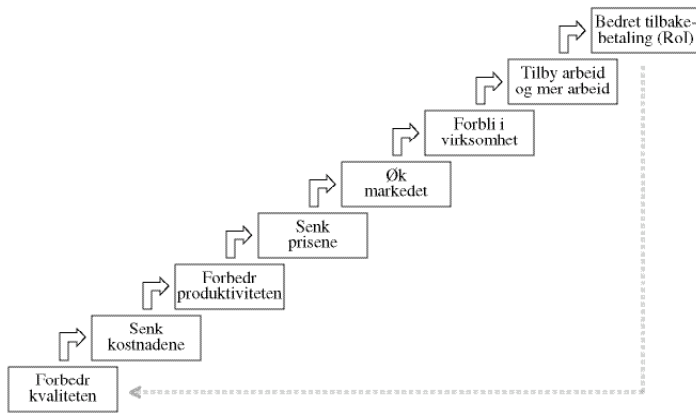 Bedret tilbake-
betaling (RoI)
Tilby arbeid
og mer arbeid
Forbli i
virksomhet
Øk
markedet
Senk
prisene
Forbedr
produktiviteten
Senk
kostnadene
Forbedr
kvaliteten